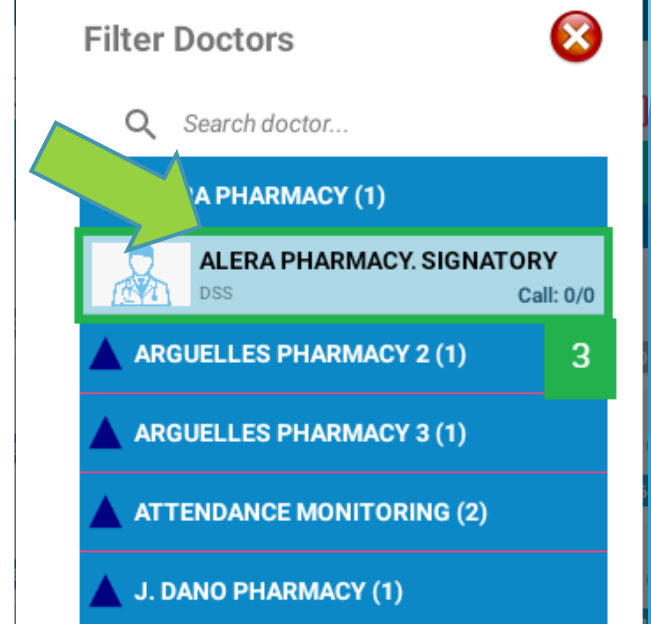 Filter Doctors
Search doctor...
A PHARMACY (1)
ALERA PHARMACY. SIGNATORY
DSS
Call: 0/0
ARGUELLES PHARMACY 2 (1)
3
ARGUELLES PHARMACY 3 (1)
ATTENDANCE MONITORING (2)
J. DANO PHARMACY (1)